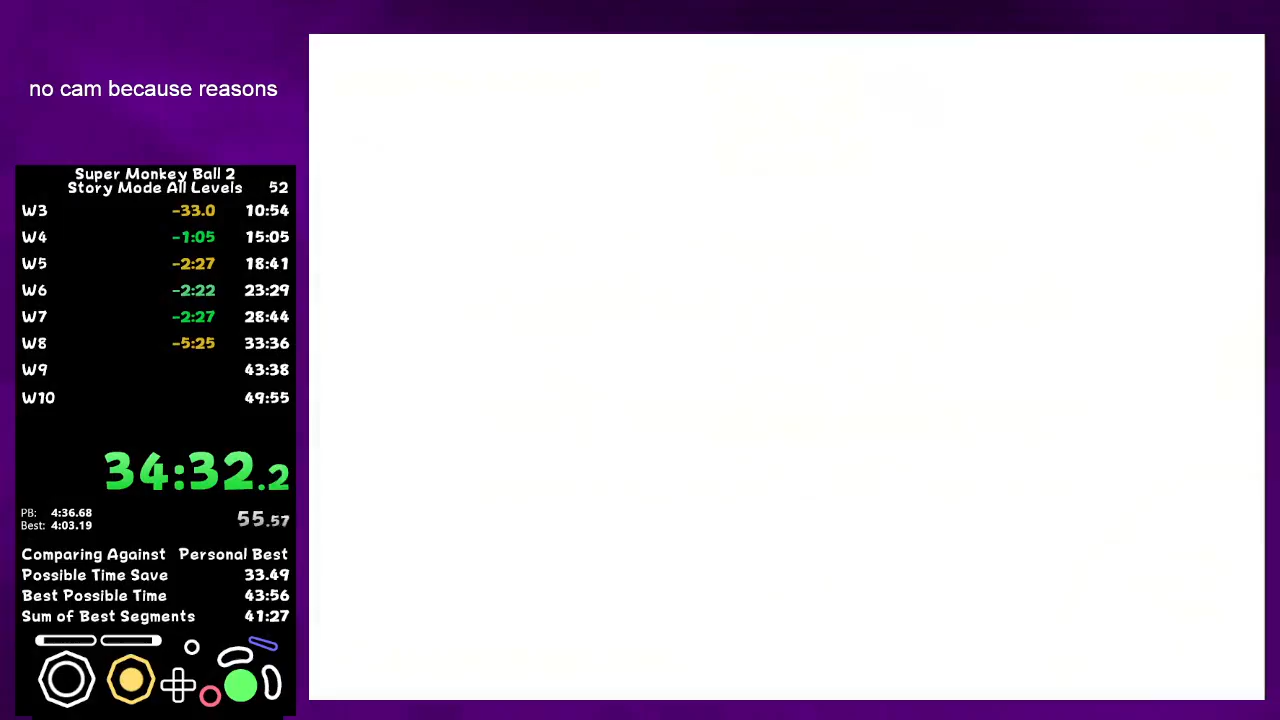 no cam because reasons
Super Monkey Ball 2
Story Mode All Levels 52
W3 -33.0 10:54
W4 -1:05 15:05
W5 -2:27 18:41
W6 -2:22 23:29
W7 -2:27 28:44
W8 -5:25 33:36
W9 43:38
W10 49:55
34:32.2
PB: 4:36.68
Best: 4:03.19
55.57
Comparing Against Personal Best
Possible Time Save 33.49
Best Possible Time 43:56
Sum of Best Segments 41:27